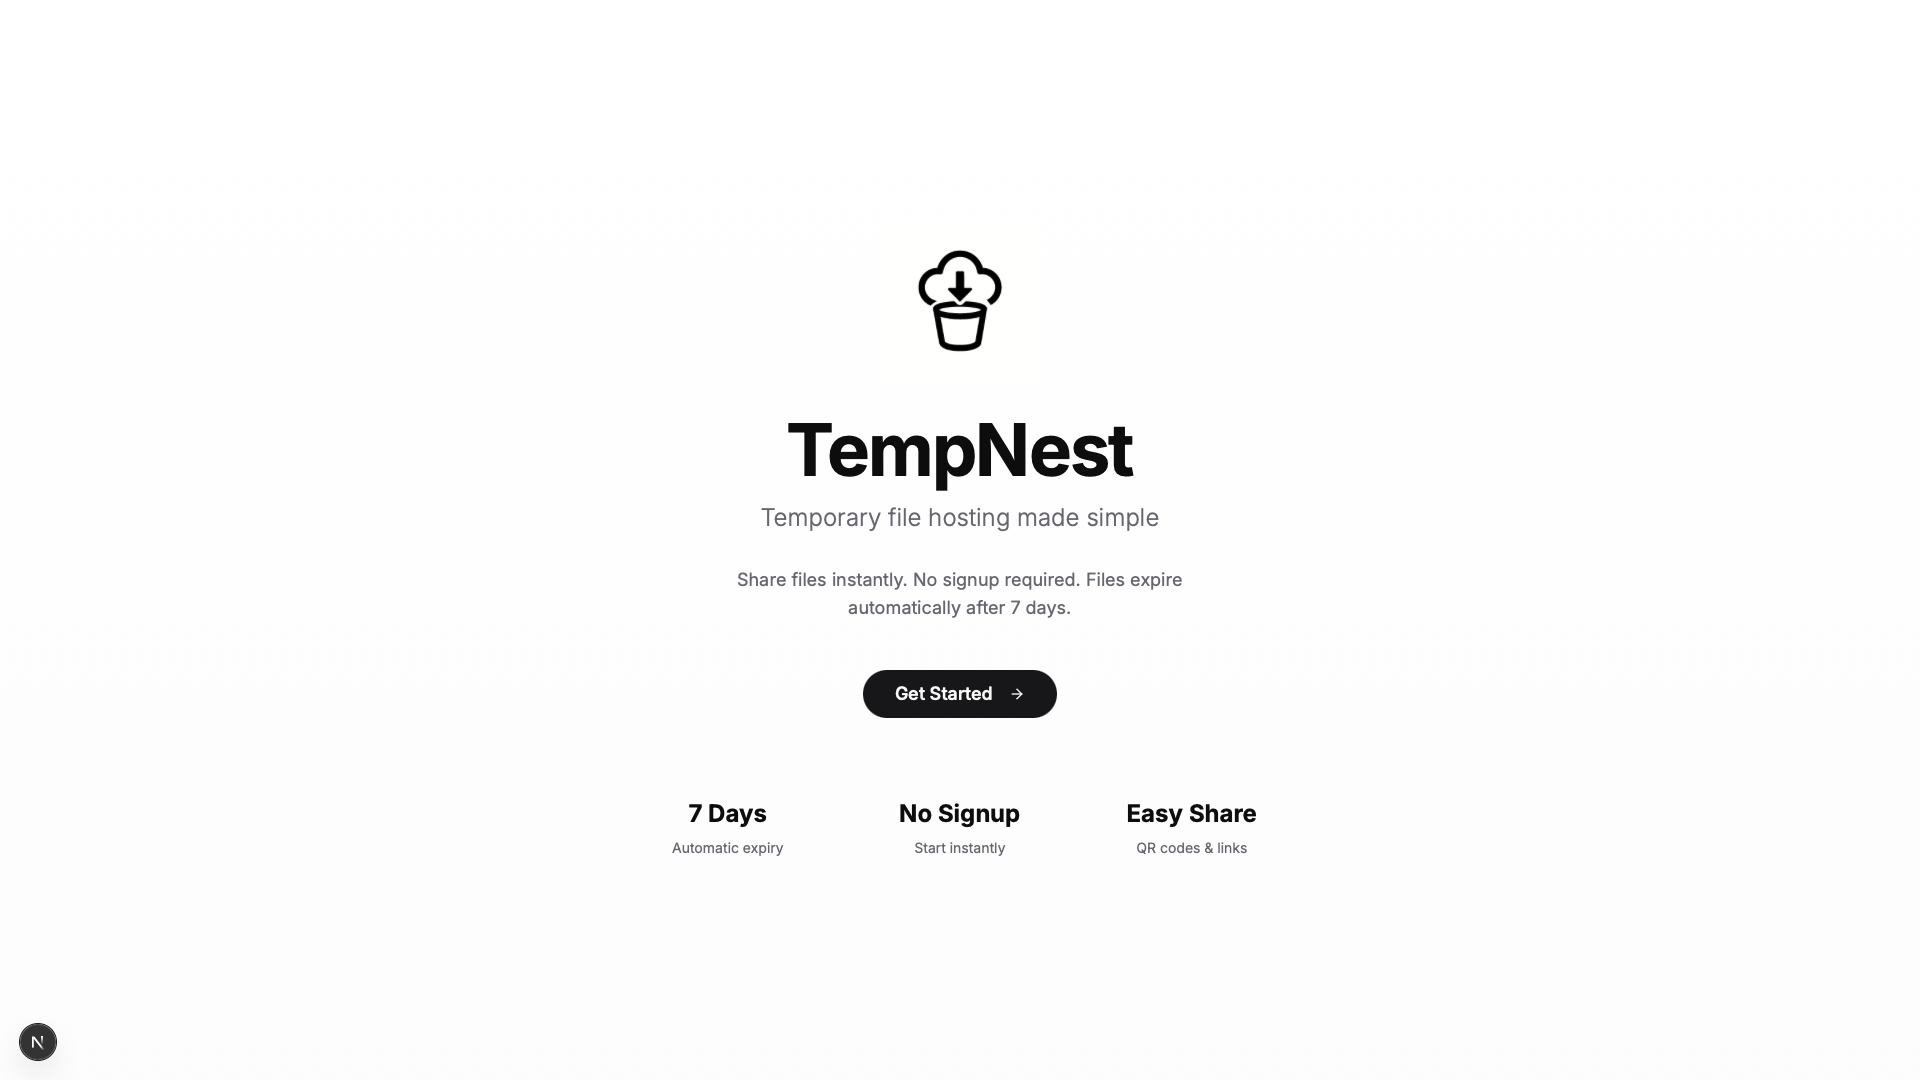 TempNest
Temporary file hosting made simple
Share files instantly. No signup required. Files expire
automatically after 7 days.
Get Started →
7 Days
Automatic expiry
No Signup
Start instantly
Easy Share
QR codes & links
N